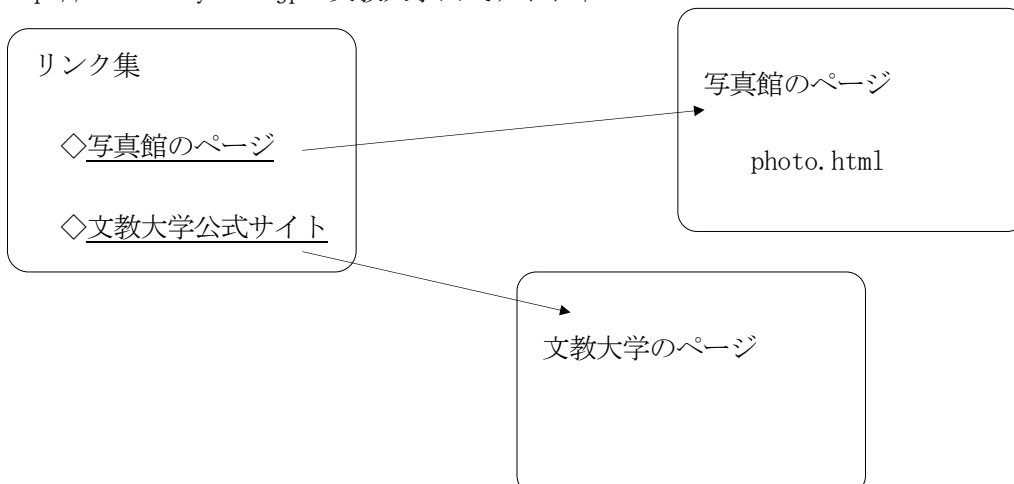 リンク集
◇写真館のページ
◇文教大学公式サイト
写真館のページ
photo.html
文教大学のページ